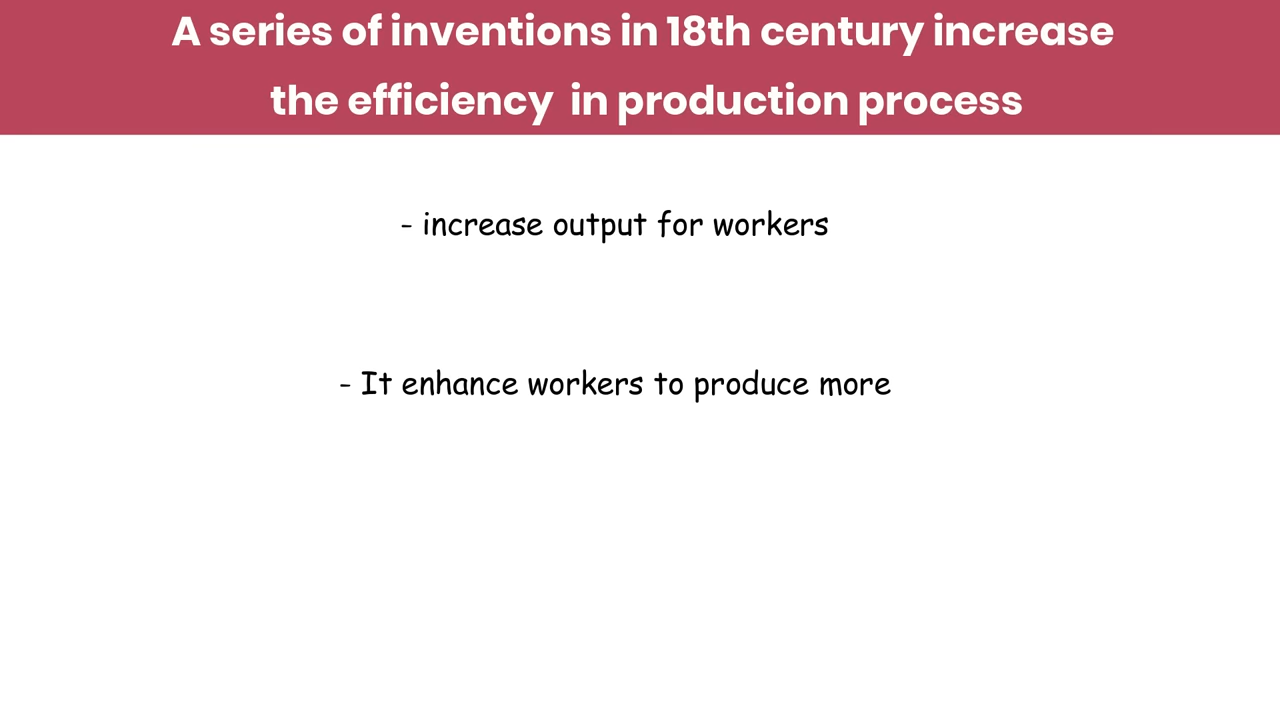 A series of inventions in 18th century increase
the efficiency  in production process
- increase output for workers
- It enhance workers to produce more